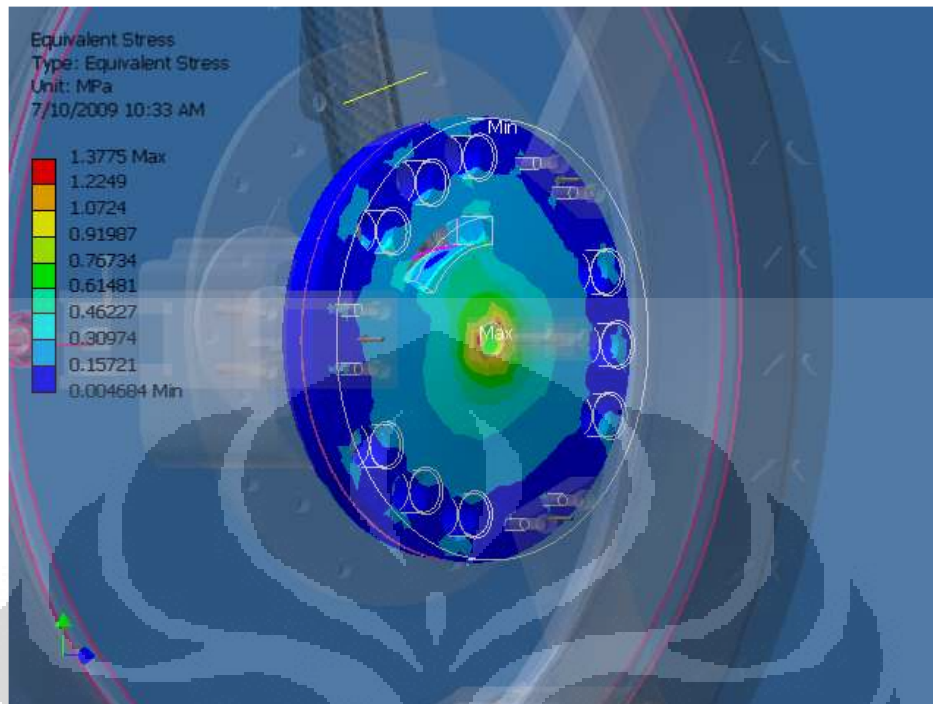 Equivalent Stress
Type: Equivalent Stress
Unit: MPa
7/10/2009 10:33 AM
1.3775 Max
1.2249
1.0724
0.91987
0.76734
0.61481
0.46227
0.30974
0.15721
0.004684 Min
Min
Max